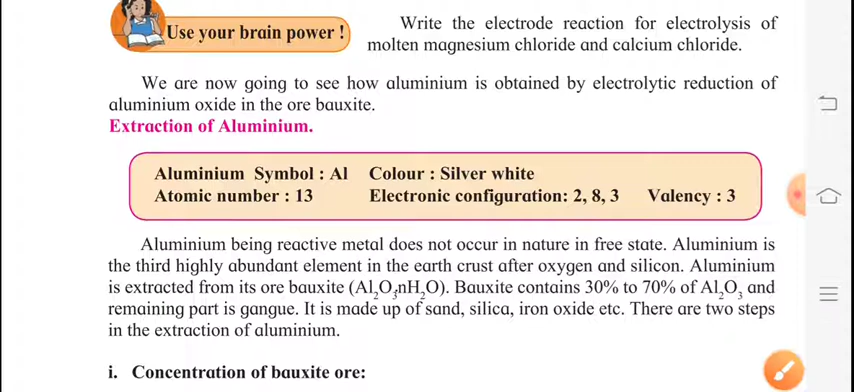 Use your brain power !
Write the electrode reaction for electrolysis of
molten magnesium chloride and calcium chloride.
We are now going to see how aluminium is obtained by electrolytic reduction of
aluminium oxide in the ore bauxite.
Extraction of Aluminium.
Aluminium Symbol : Al Colour : Silver white
Atomic number : 13 Electronic configuration: 2, 8, 3 Valency : 3
Aluminium being reactive metal does not occur in nature in free state. Aluminium is
the third highly abundant element in the earth crust after oxygen and silicon. Aluminium
is extracted from its ore bauxite (Al₂O₃nH₂O). Bauxite contains 30% to 70% of Al₂O₃ and
remaining part is gangue. It is made up of sand, silica, iron oxide etc. There are two steps
in the extraction of aluminium.
i. Concentration of bauxite ore: